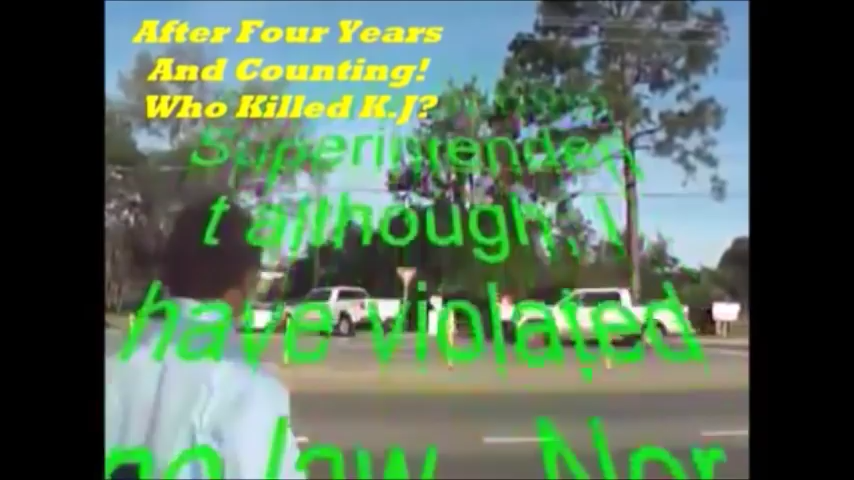 After Four Years
And Counting!
Who Killed K.J?
Superintenden
t although, I
have violated
no law. Nor